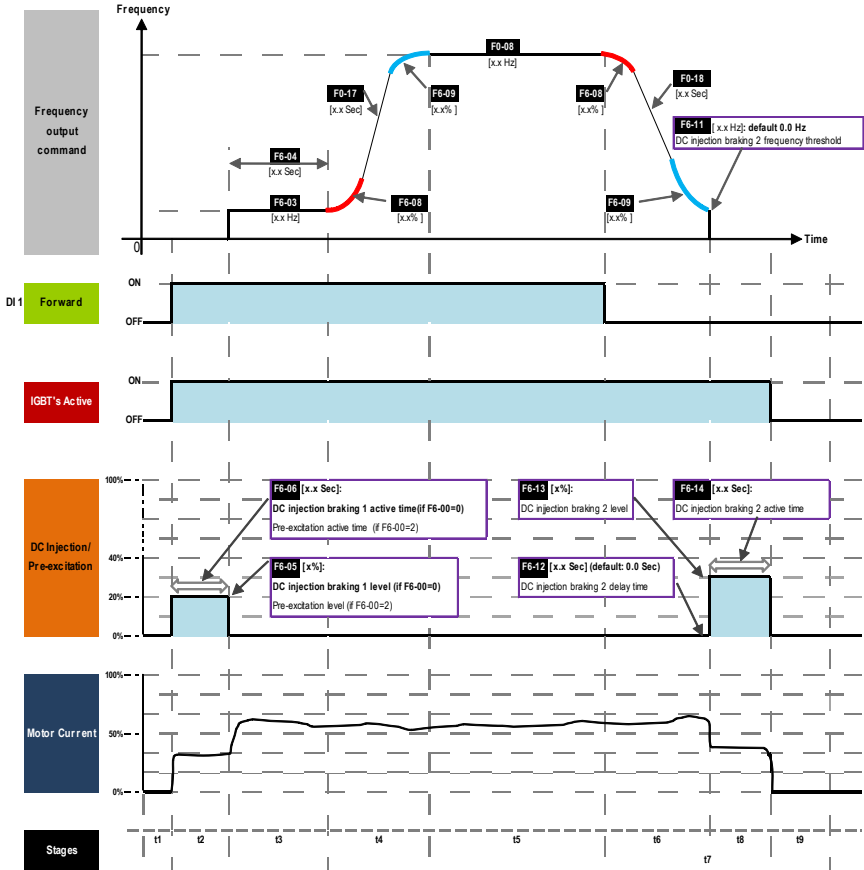 Frequency
Frequency
output
command
F0-08
[x.x Hz]
F0-17
[x.x Sec]
F6-09
[x.x% ]
F6-08
[x.x% ]
F0-18
[x.x Sec]
F6-11 [ x.x Hz]: default 0.0 Hz
DC injection braking 2 frequency threshold
F6-04
[x.x Sec]
F6-03
[x.x Hz]
F6-08
[x.x% ]
F6-09
[x.x% ]
0
Time
DI 1
Forward
ON
OFF
IGBT's Active
ON
OFF
DC Injection/
Pre-excitation
100%
40%
20%
0%
F6-06 [x.x Sec]:
DC injection braking 1 active time(if F6-00=0)
Pre-excitation active time (if F6-00=2)
F6-05 [x%]:
DC injection braking 1 level (if F6-00=0)
Pre-excitation level (if F6-00=2)
F6-13 [x%]:
DC injection braking 2 level
F6-14 [x.x Sec]:
DC injection braking 2 active time
F6-12 [x.x Sec] (default: 0.0 Sec)
DC injection braking 2 delay time
Motor Current
100%
50%
0%
Stages
t1
t2
t3
t4
t5
t6
t7
t8
t9